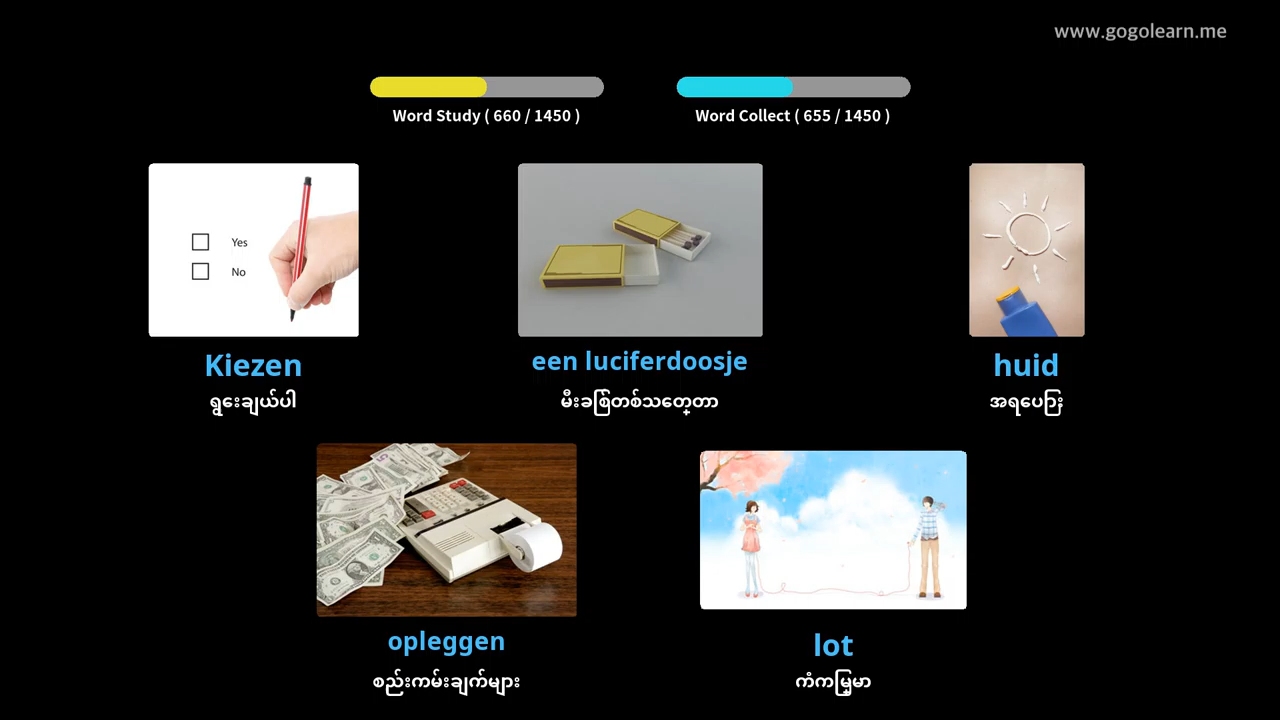 www.gogolearn.me
Word Study ( 660 / 1450 )
Word Collect ( 655 / 1450 )
Yes
No
Kiezen
ရွေးချယ်ပါ
een luciferdoosje
မီးခြစ်တစ်သေတ္တာ
huid
အရေပြား
opleggen
စည်းကမ်းချက်များ
lot
ကံကြမ္မာ